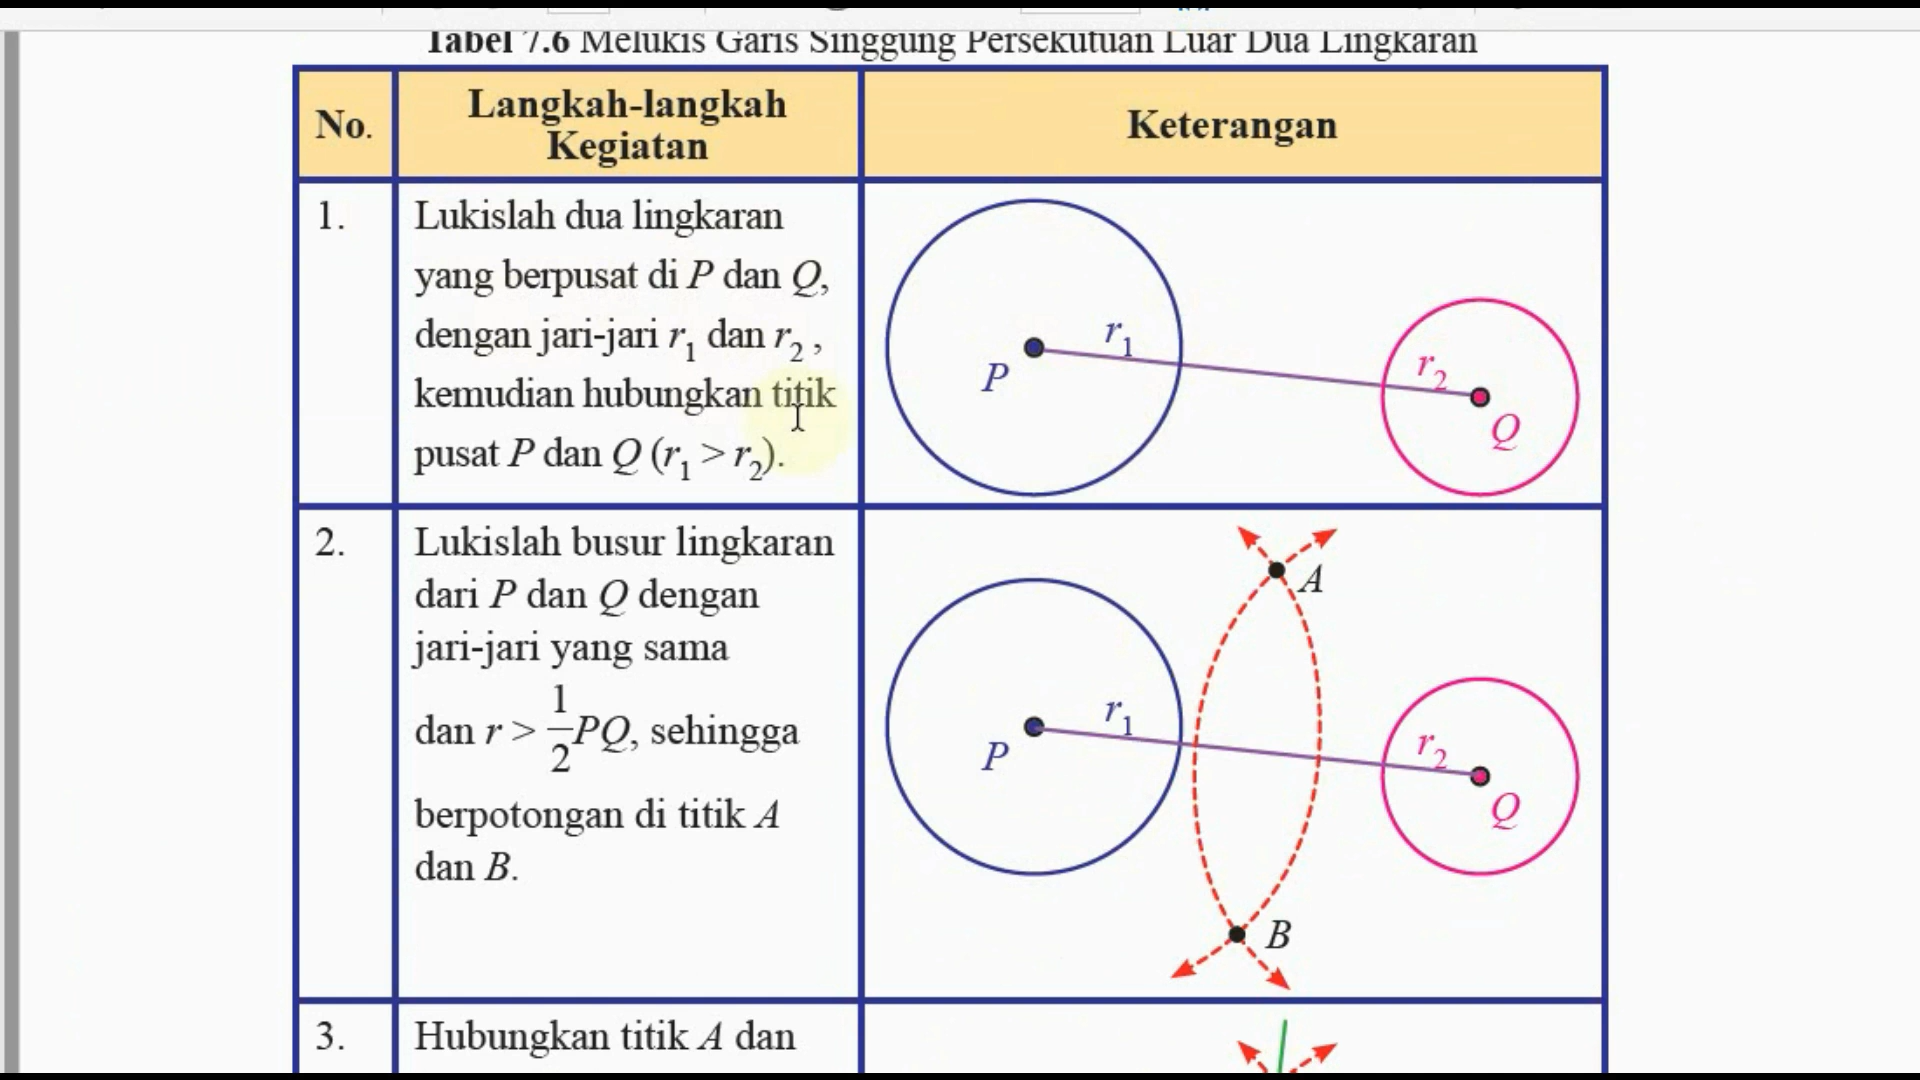 Tabel 7.6 Melukis Garis Singgung Persekutuan Luar Dua Lingkaran
No.
Langkah-langkah
Kegiatan
Keterangan
1.
Lukislah dua lingkaran
yang berpusat di P dan Q,
dengan jari-jari r₁ dan r₂ ,
kemudian hubungkan titik
pusat P dan Q (r₁ > r₂).
P
r₁
r₂
Q
2.
Lukislah busur lingkaran
dari P dan Q dengan
jari-jari yang sama
dan r > 1/2 PQ, sehingga
berpotongan di titik A
dan B.
A
P
r₁
r₂
Q
B
3.
Hubungkan titik A dan